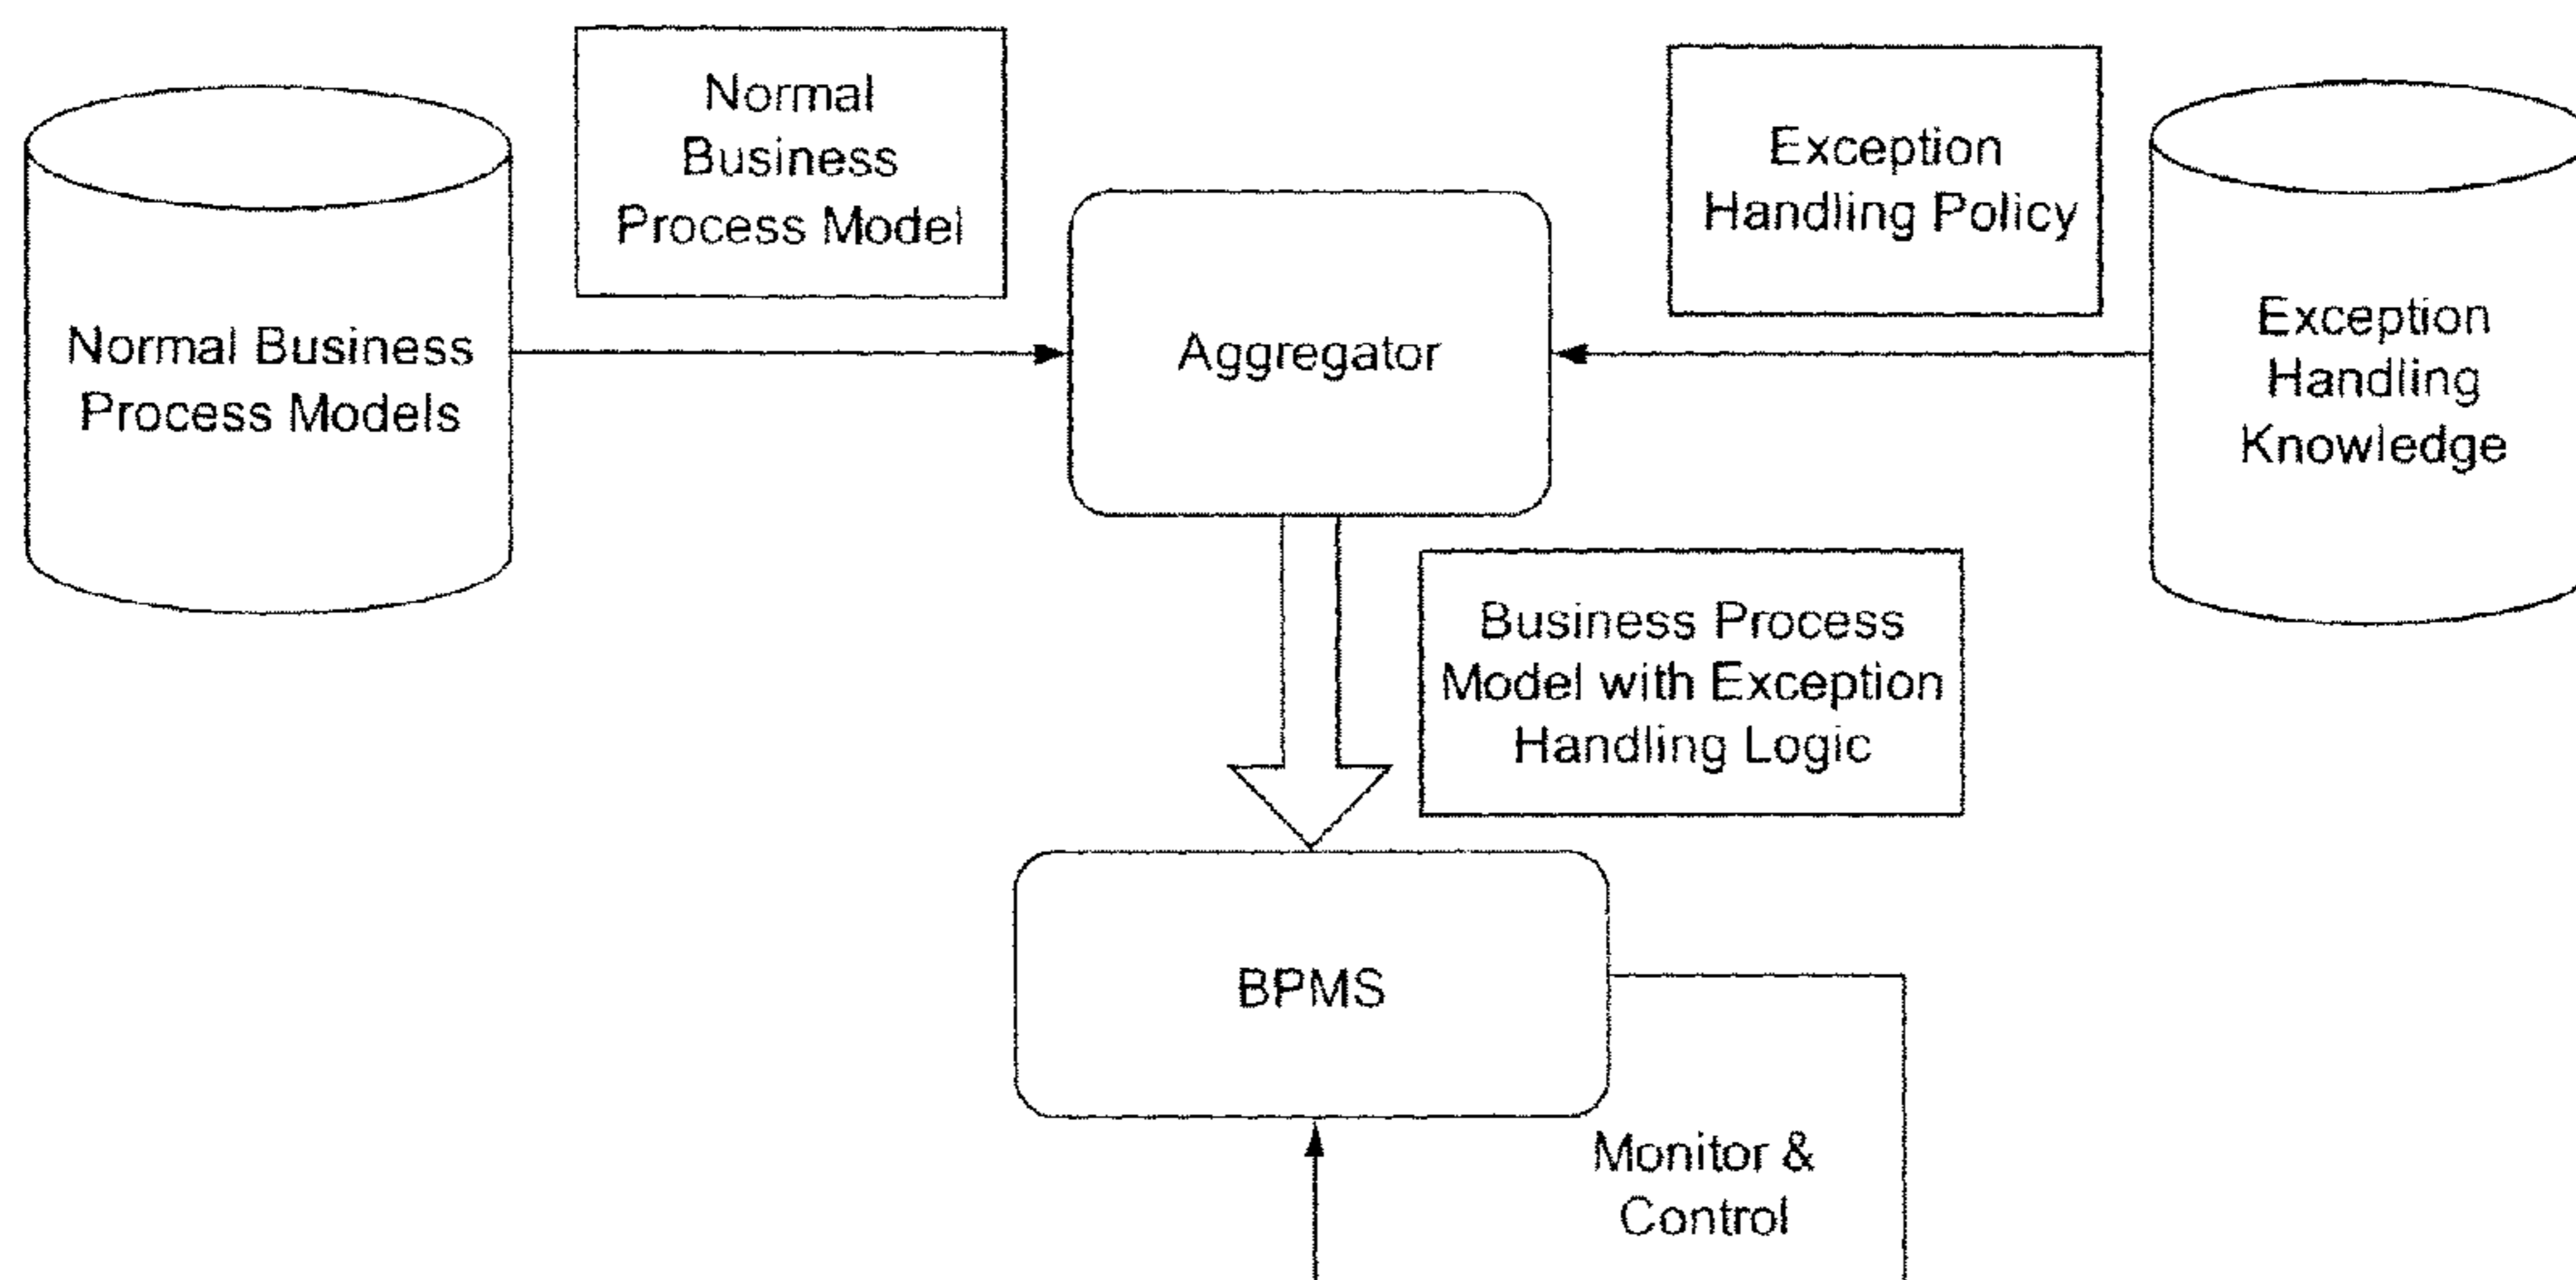 Normal
Business
Process Model
Exception
Handling Policy
Normal Business
Process Models
Aggregator
Exception
Handling
Knowledge
Business Process
Model with Exception
Handling Logic
BPMS
Monitor &
Control